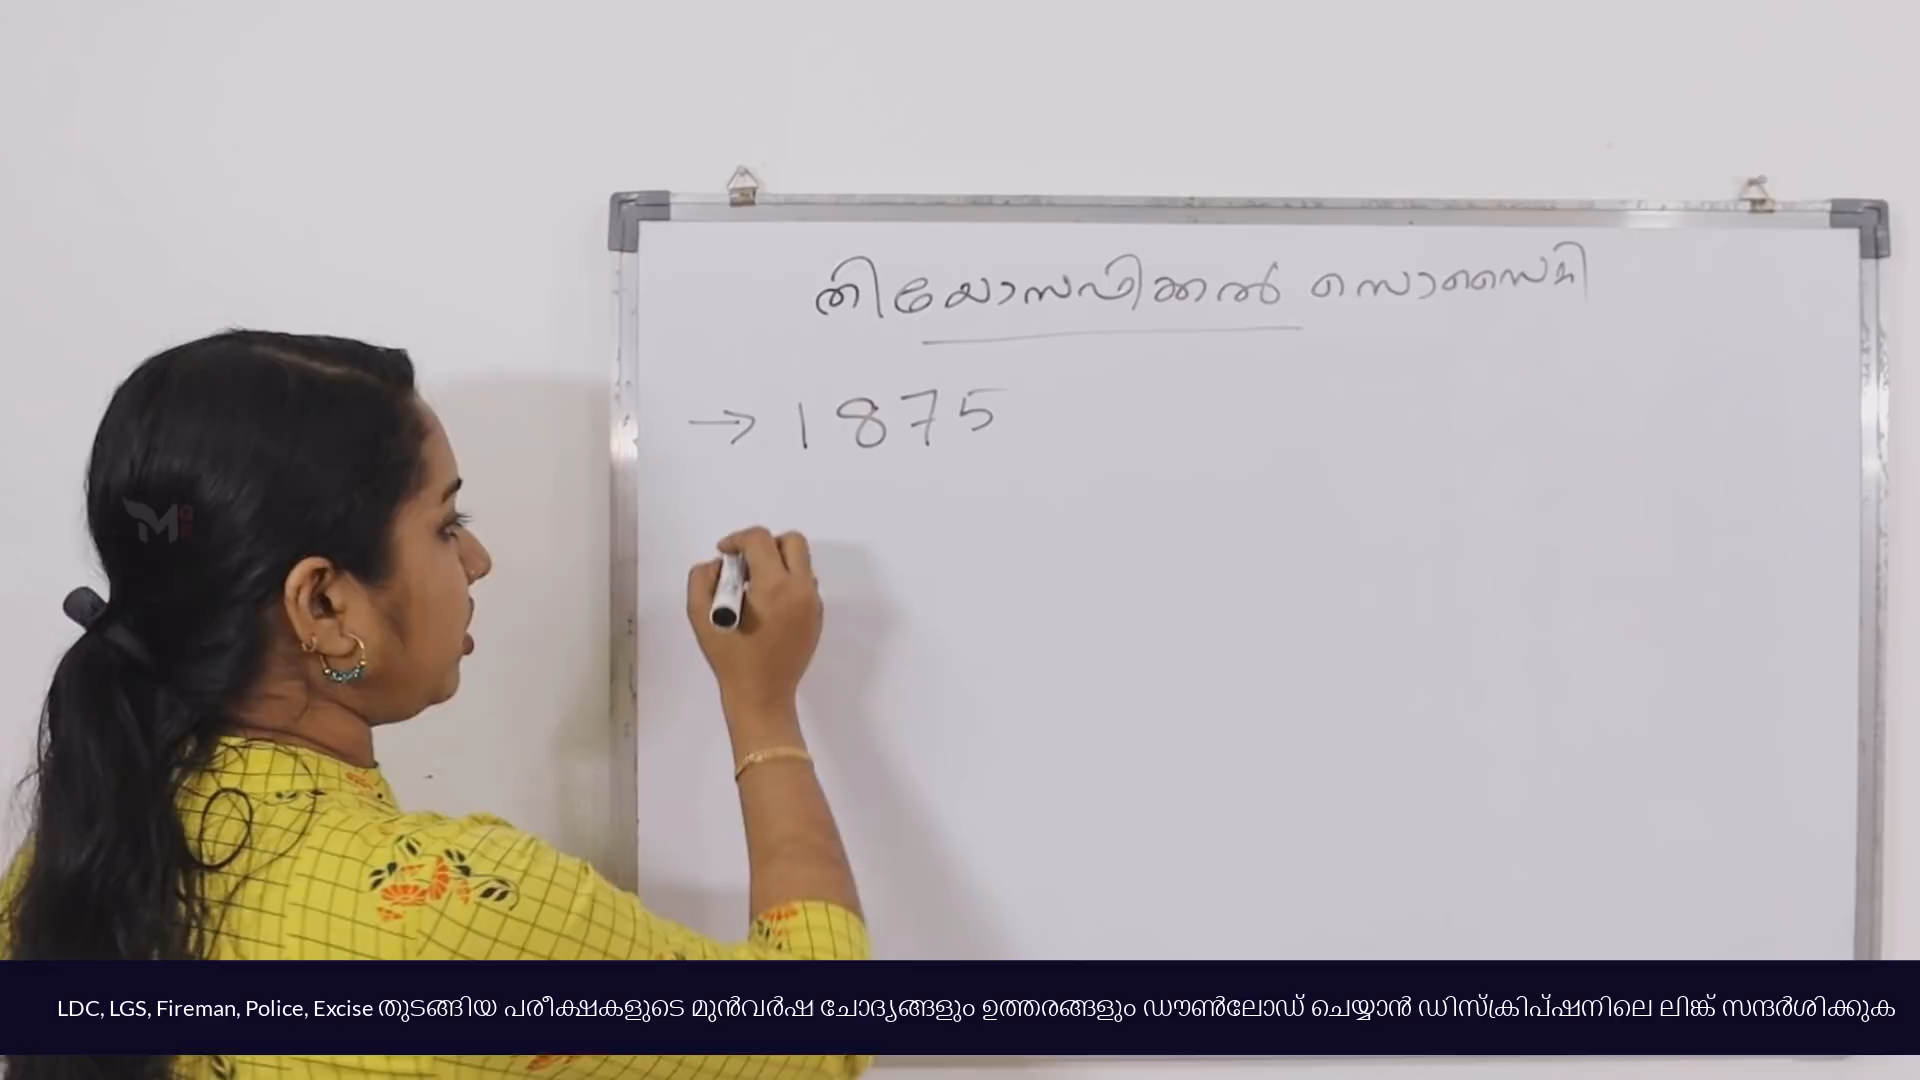 തിയോസഫിക്കൽ സൊസൈറ്റി
→ 1875
LDC, LGS, Fireman, Police, Excise തുടങ്ങിയ പരീക്ഷകളുടെ മുൻവർഷ ചോദ്യങ്ങളും ഉത്തരങ്ങളും ഡൗൺലോഡ് ചെയ്യാൻ ഡിസ്ക്രിപ്ഷനിലെ ലിങ്ക് സന്ദർശിക്കുക